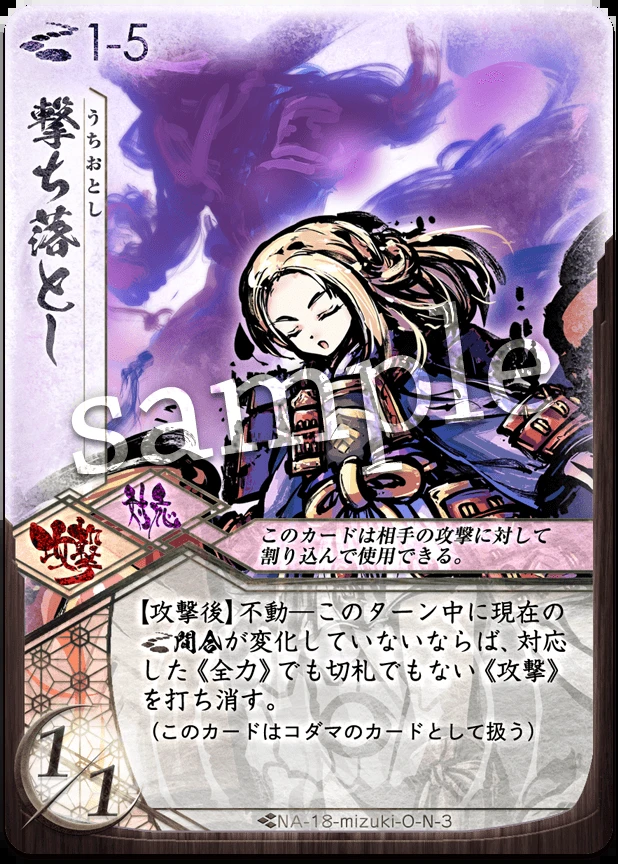 1-5
撃ち落とし
うちおとし
sample
攻撃
対応
このカードは相手の攻撃に対して
割り込んで使用できる。
【攻撃後】不動―このターン中に現在の
間合が変化していないならば、対応
した《全力》でも切札でもない《攻撃》
を打ち消す。
(このカードはコダマのカードとして扱う)
1/1
NA-18-mizuki-O-N-3